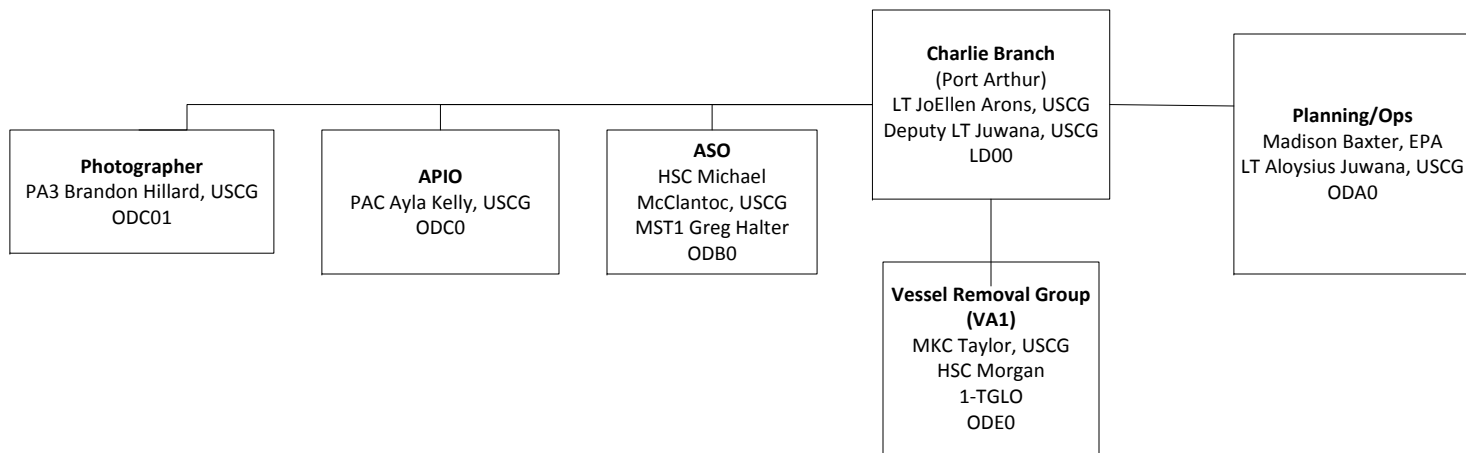 Charlie Branch
(Port Arthur)
LT JoEllen Arons, USCG
Deputy LT Juwana, USCG
LD00
Planning/Ops
Madison Baxter, EPA
LT Aloysius Juwana, USCG
ODA0
Photographer
PA3 Brandon Hillard, USCG
ODC01
APIO
PAC Ayla Kelly, USCG
ODC0
ASO
HSC Michael
McClantoc, USCG
MST1 Greg Halter
ODB0
Vessel Removal Group
(VA1)
MKC Taylor, USCG
HSC Morgan
1-TGLO
ODE0